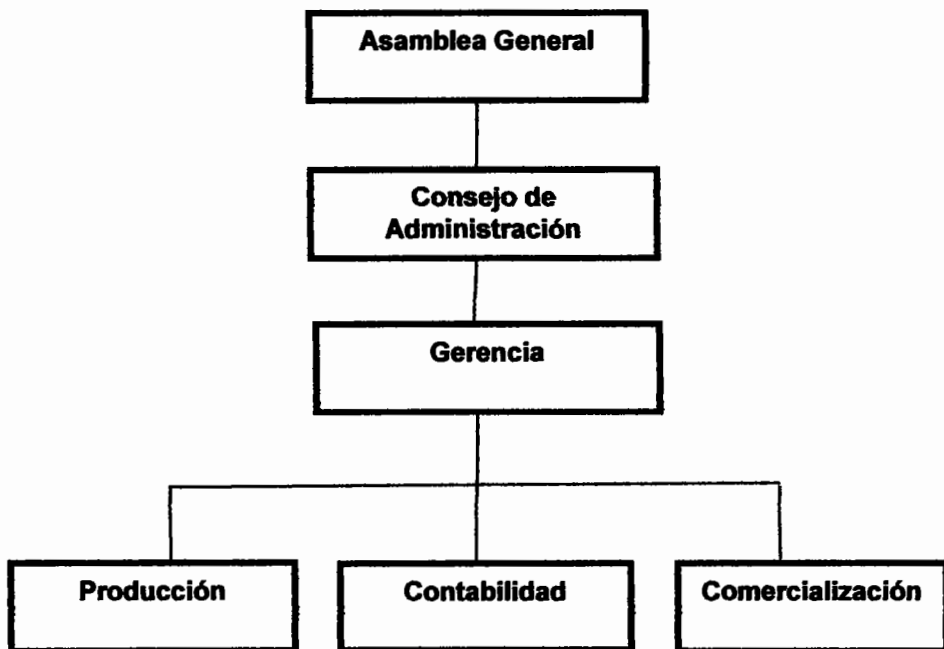 Asamblea General
Consejo de
Administración
Gerencia
Producción
Contabilidad
Comercialización